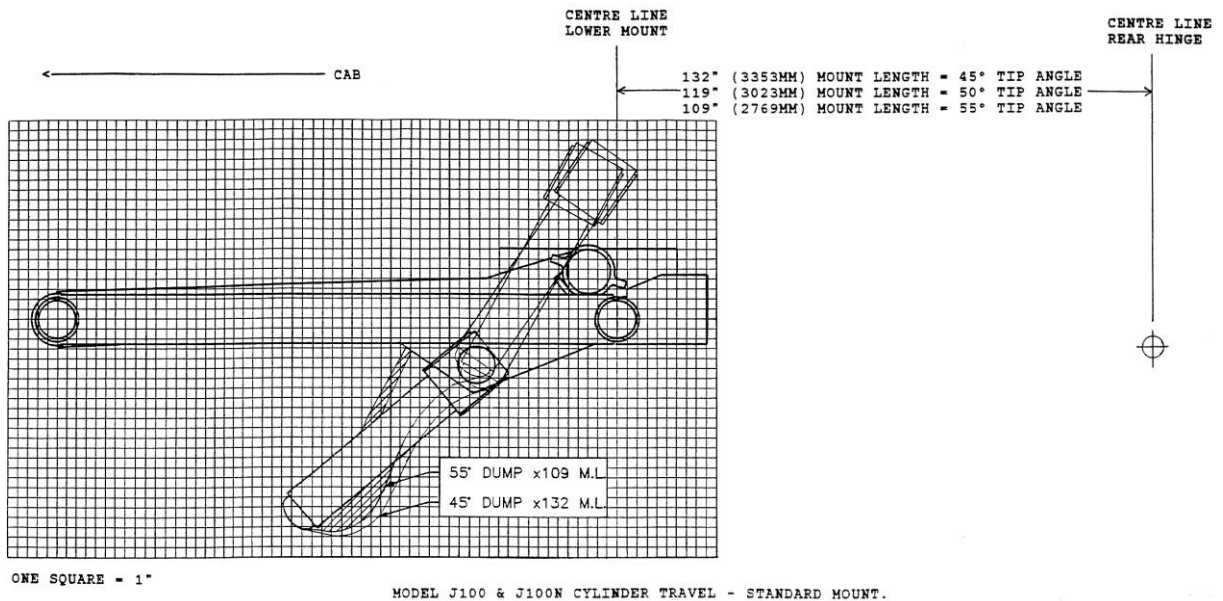 CENTRE LINE
LOWER MOUNT
CENTRE LINE
REAR HINGE
CAB
132" (3353MM) MOUNT LENGTH = 45° TIP ANGLE
119" (3023MM) MOUNT LENGTH = 50° TIP ANGLE
109" (2769MM) MOUNT LENGTH = 55° TIP ANGLE
55° DUMP x109 M.L.
45° DUMP x132 M.L.
ONE SQUARE = 1"
MODEL J100 & J100N CYLINDER TRAVEL - STANDARD MOUNT.